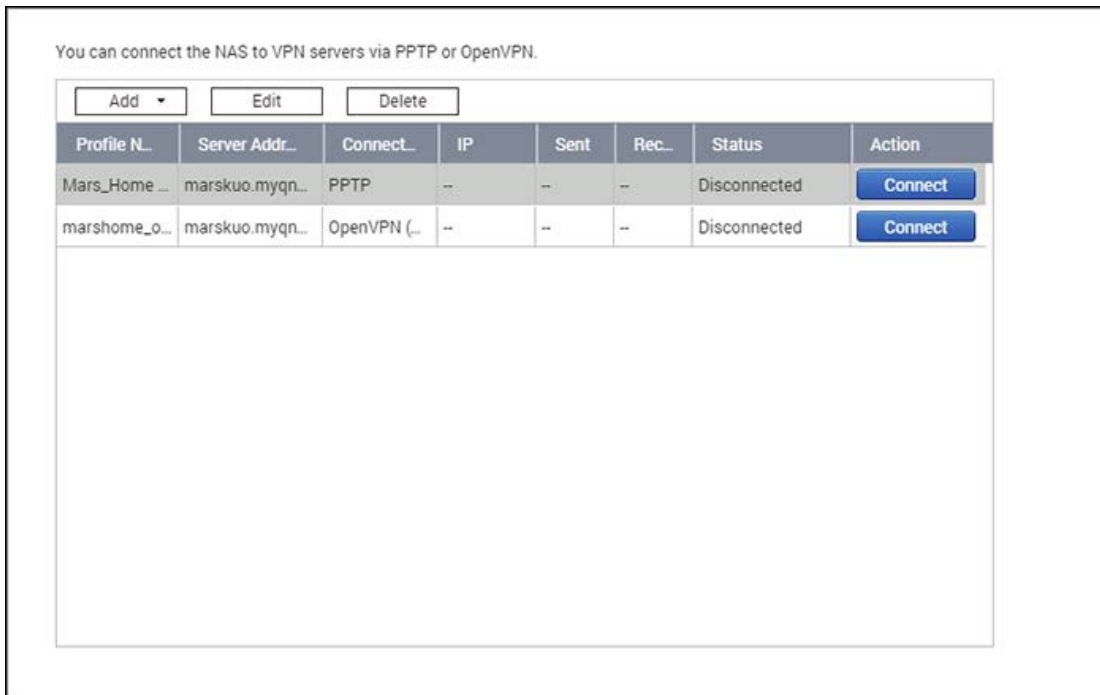 You can connect the NAS to VPN servers via PPTP or OpenVPN.
Add Edit Delete
Profile N... Server Addr... Connect... IP Sent Rec... Status Action
Mars_Home ... marskuo.myqn... PPTP -- -- -- Disconnected Connect
marshome_o... marskuo.myqn... OpenVPN (... -- -- -- Disconnected Connect